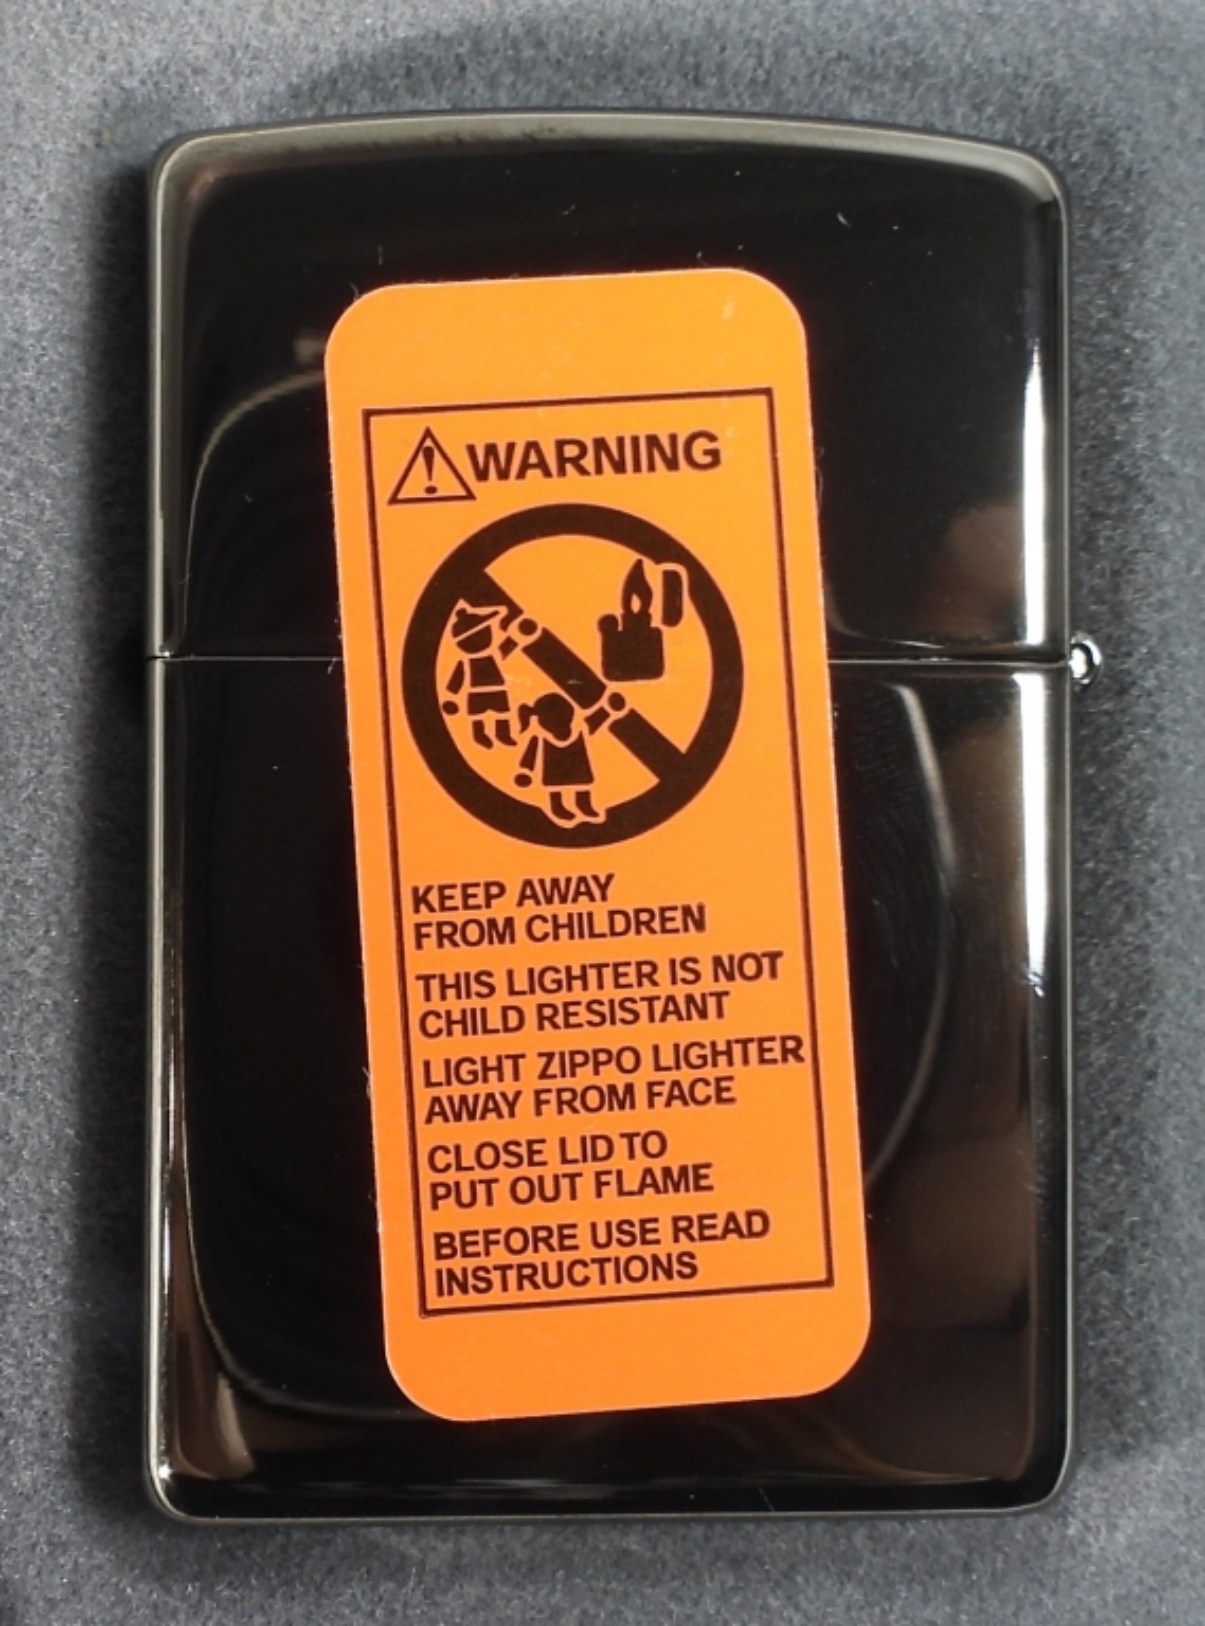 WARNING
KEEP AWAY
FROM CHILDREN
THIS LIGHTER IS NOT
CHILD RESISTANT
LIGHT ZIPPO LIGHTER
AWAY FROM FACE
CLOSE LID TO
PUT OUT FLAME
BEFORE USE READ
INSTRUCTIONS